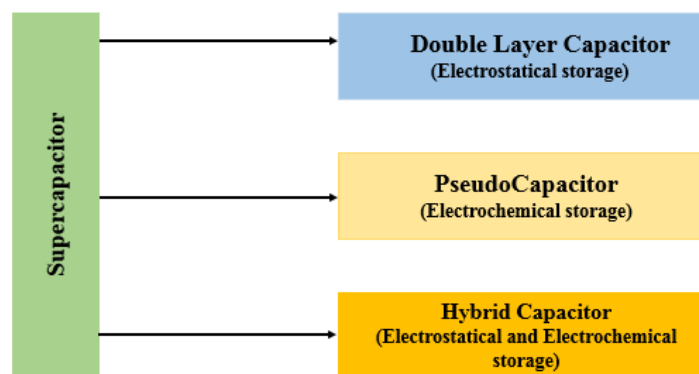 Supercapacitor
Double Layer Capacitor
(Electrostatical storage)
PseudoCapacitor
(Electrochemical storage)
Hybrid Capacitor
(Electrostatical and Electrochemical
storage)